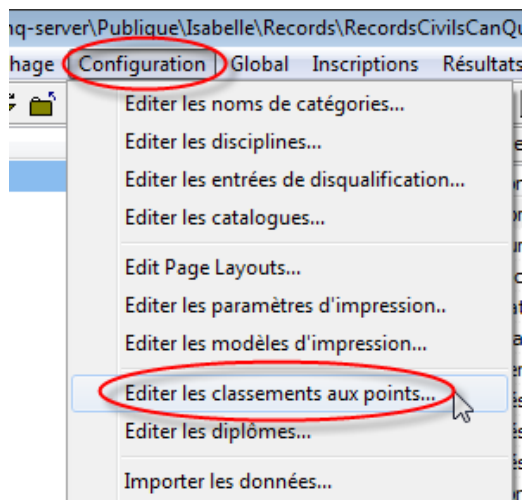 nq-server\Publique\Isabelle\Records\RecordsCivilsCanQu
hage Configuration Global Inscriptions Résultats
Editer les noms de catégories...
Editer les disciplines...
Editer les entrées de disqualification...
Editer les catalogues...
Edit Page Layouts...
Editer les paramètres d'impression..
Editer les modèles d'impression...
Editer les classements aux points...
Editer les diplômes...
Importer les données...